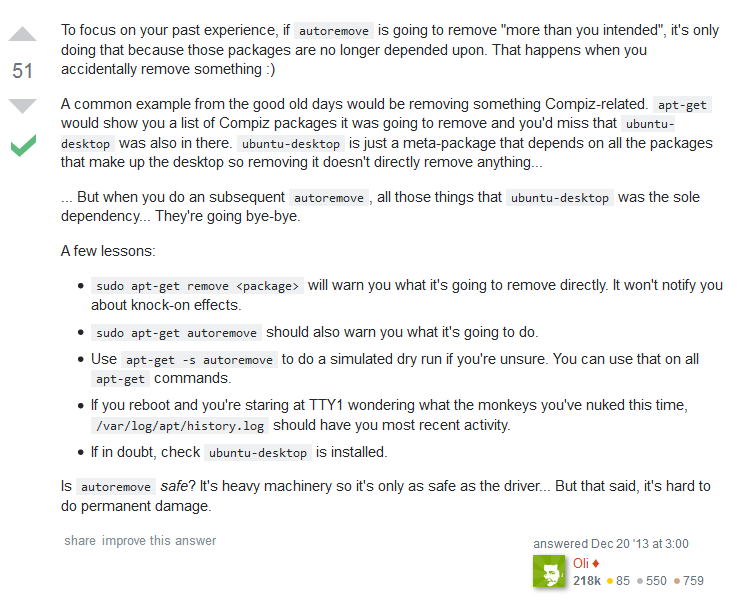 To focus on your past experience, if autoremove is going to remove "more than you intended", it's only
doing that because those packages are no longer depended upon. That happens when you
accidentally remove something :)
51
A common example from the good old days would be removing something Compiz-related. apt-get
would show you a list of Compiz packages it was going to remove and you'd miss that ubuntu-
desktop was also in there. ubuntu-desktop is just a meta-package that depends on all the packages
that make up the desktop so removing it doesn't directly remove anything...
... But when you do an subsequent autoremove, all those things that ubuntu-desktop was the sole
dependency... They're going bye-bye.
A few lessons:
• sudo apt-get remove <package> will warn you what it's going to remove directly. It won't notify you
about knock-on effects.
• sudo apt-get autoremove should also warn you what it's going to do.
• Use apt-get -s autoremove to do a simulated dry run if you're unsure. You can use that on all
apt-get commands.
• If you reboot and you're staring at TTY1 wondering what the monkeys you've nuked this time,
/var/log/apt/history.log should have you most recent activity.
• If in doubt, check ubuntu-desktop is installed.
Is autoremove safe? It's heavy machinery so it's only as safe as the driver... But that said, it's hard to
do permanent damage.
share improve this answer
answered Dec 20 '13 at 3:00
Oli ♦
218k ●85 ●550 ●759